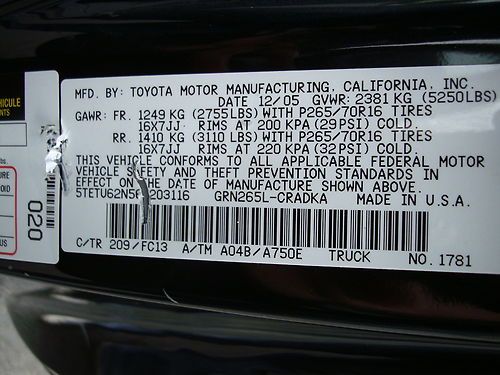 MFD. BY: TOYOTA MOTOR MANUFACTURING, CALIFORNIA, INC.
DATE 12/05 GVWR: 2381 KG (5250LBS)
GAWR: FR. 1249 KG (2755LBS) WITH P265/70R16 TIRES
16X7JJ RIMS AT 200 KPA (29PSI) COLD.
RR. 1410 KG (3110 LBS) WITH P265/70R16 TIRES
16X7JJ RIMS AT 220 KPA (32PSI) COLD.
THIS VEHICLE CONFORMS TO ALL APPLICABLE FEDERAL MOTOR
VEHICLE SAFETY AND THEFT PREVENTION STANDARDS IN
EFFECT ON THE DATE OF MANUFACTURE SHOWN ABOVE.
5TETU62N56 203116 GRN265L-CRADKA MADE IN U.S.A.
C/TR 209/FC13 A/TM A04B/A750E TRUCK NO. 1781
020